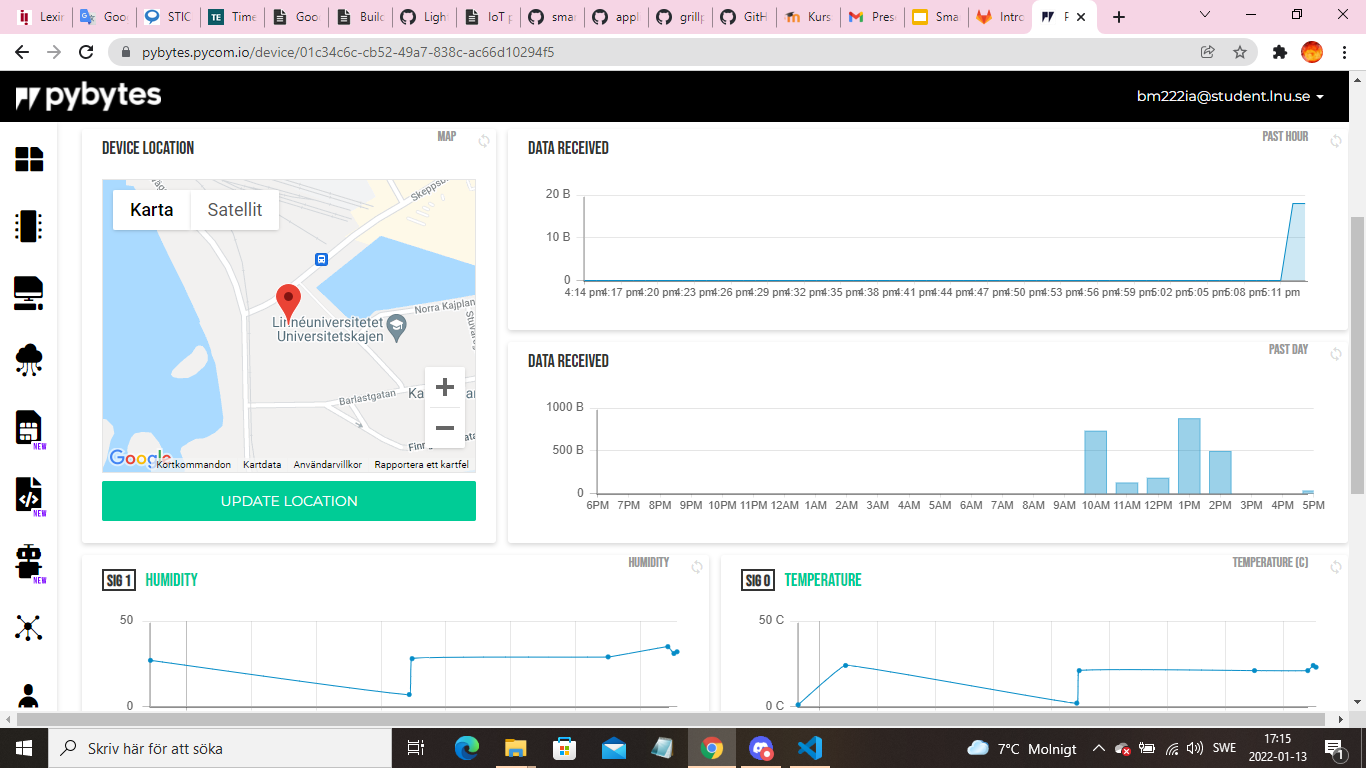 Lexin
Goo
STIC
Time
Goo
Build
Light
IoT p
smar
appl
grillp
GitH
Kurs
Prese
Sma
Intro
pybytes.pycom.io/device/01c34c6c-cb52-49a7-838c-ac66d10294f5
pybytes
bm222ia@student.lnu.se
DEVICE LOCATION
MAP
Karta
Satellit
Skeppsb
Norra Kajplan
Linnéuniversitetet
Universitetskajen
Barlastgatan
Ka
Google
Kortkommandon
Kartdata
Användarvillkor
Rapportera ett kartfel
UPDATE LOCATION
DATA RECEIVED
PAST HOUR
20 B
10 B
0
4:14 pm 4:17 pm 4:20 pm 4:23 pm 4:26 pm 4:29 pm 4:32 pm 4:35 pm 4:38 pm 4:41 pm 4:44 pm 4:47 pm 4:50 pm 4:53 pm 4:56 pm 4:59 pm 5:02 pm 5:05 pm 5:08 pm 5:11 pm
DATA RECEIVED
PAST DAY
1000 B
500 B
0
6PM 7PM 8PM 9PM 10PM 11PM 12AM 1AM 2AM 3AM 4AM 5AM 6AM 7AM 8AM 9AM 10AM 11AM 12PM 1PM 2PM 3PM 4PM 5PM
NEW
NEW
NEW
SIG 1 HUMIDITY
HUMIDITY
50
0
SIG 0 TEMPERATURE
TEMPERATURE (C)
50 C
0 C
Skriv här för att söka
7°C Molnigt
SWE
17:15
2022-01-13
1